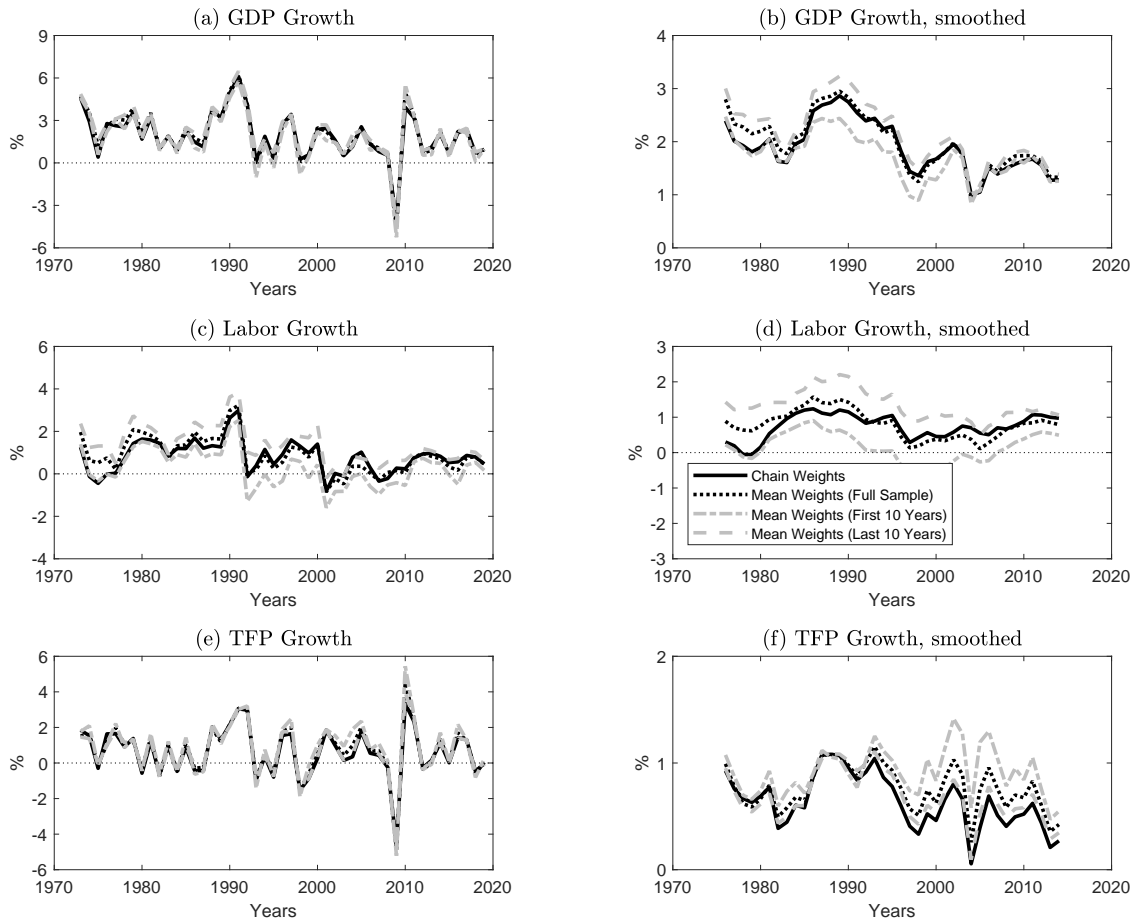 (a) GDP Growth
9
6
3
0
-3
-6
%
1970 1980 1990 2000 2010 2020
Years
(b) GDP Growth, smoothed
4
3
2
1
0
%
1970 1980 1990 2000 2010 2020
Years
(c) Labor Growth
6
4
2
0
-2
-4
%
1970 1980 1990 2000 2010 2020
Years
(d) Labor Growth, smoothed
3
2
1
0
-1
-2
-3
%
Chain Weights
Mean Weights (Full Sample)
Mean Weights (First 10 Years)
Mean Weights (Last 10 Years)
1970 1980 1990 2000 2010 2020
Years
(e) TFP Growth
6
4
2
0
-2
-4
-6
%
1970 1980 1990 2000 2010 2020
Years
(f) TFP Growth, smoothed
2
1
0
%
1970 1980 1990 2000 2010 2020
Years